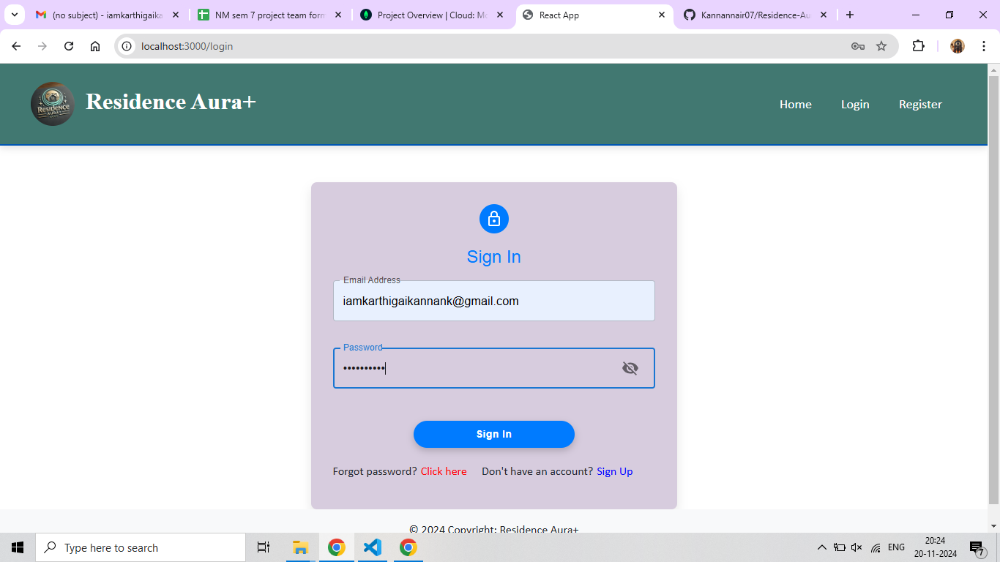 (no subject) - iamkarthigaika
NM sem 7 project team form
Project Overview | Cloud: Mo
React App
Kannannair07/Residence-Au
localhost:3000/login
Residence Aura+
Home
Login
Register
Sign In
Email Address
iamkarthigaikannank@gmail.com
Password
••••••••••
Sign In
Forgot password? Click here
Don't have an account? Sign Up
© 2024 Copyright: Residence Aura+
Type here to search
ENG
20:24
20-11-2024
7